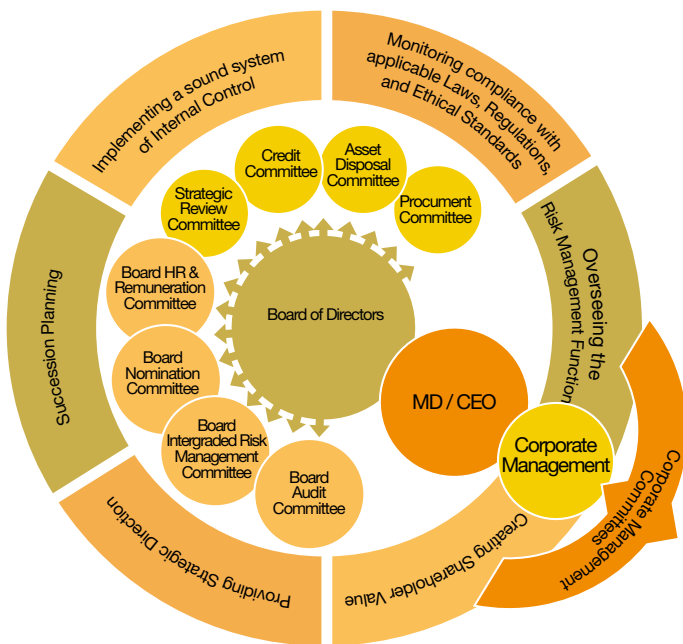 Implementing a sound system
of Internal Control
Monitoring compliance with
applicable Laws, Regulations,
and Ethical Standards
Overseeing the
Risk Management Function
Corporate Management
Committees
Creating Shareholder Value
Providing Strategic Direction
Succession Planning
Asset
Disposal
Committee
Credit
Committee
Procument
Committee
Strategic
Review
Committee
Board HR &
Remuneration
Committee
Board
Nomination
Committee
Board
Intergraded Risk
Management
Committee
Board
Audit
Committee
Board of Directors
MD / CEO
Corporate
Management